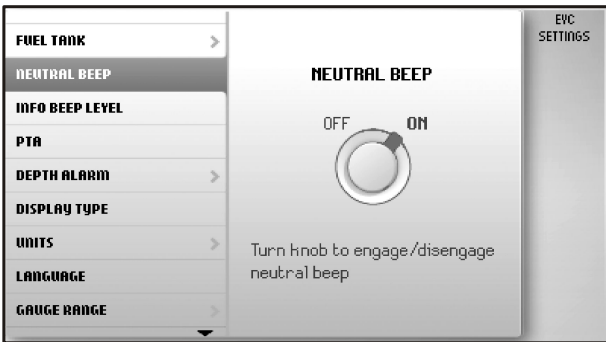 FUEL TANK
NEUTRAL BEEP
INFO BEEP LEVEL
PTA
DEPTH ALARM
DISPLAY TYPE
UNITS
LANGUAGE
GAUGE RANGE
NEUTRAL BEEP
OFF ON
Turn knob to engage/disengage
neutral beep
EVC
SETTINGS